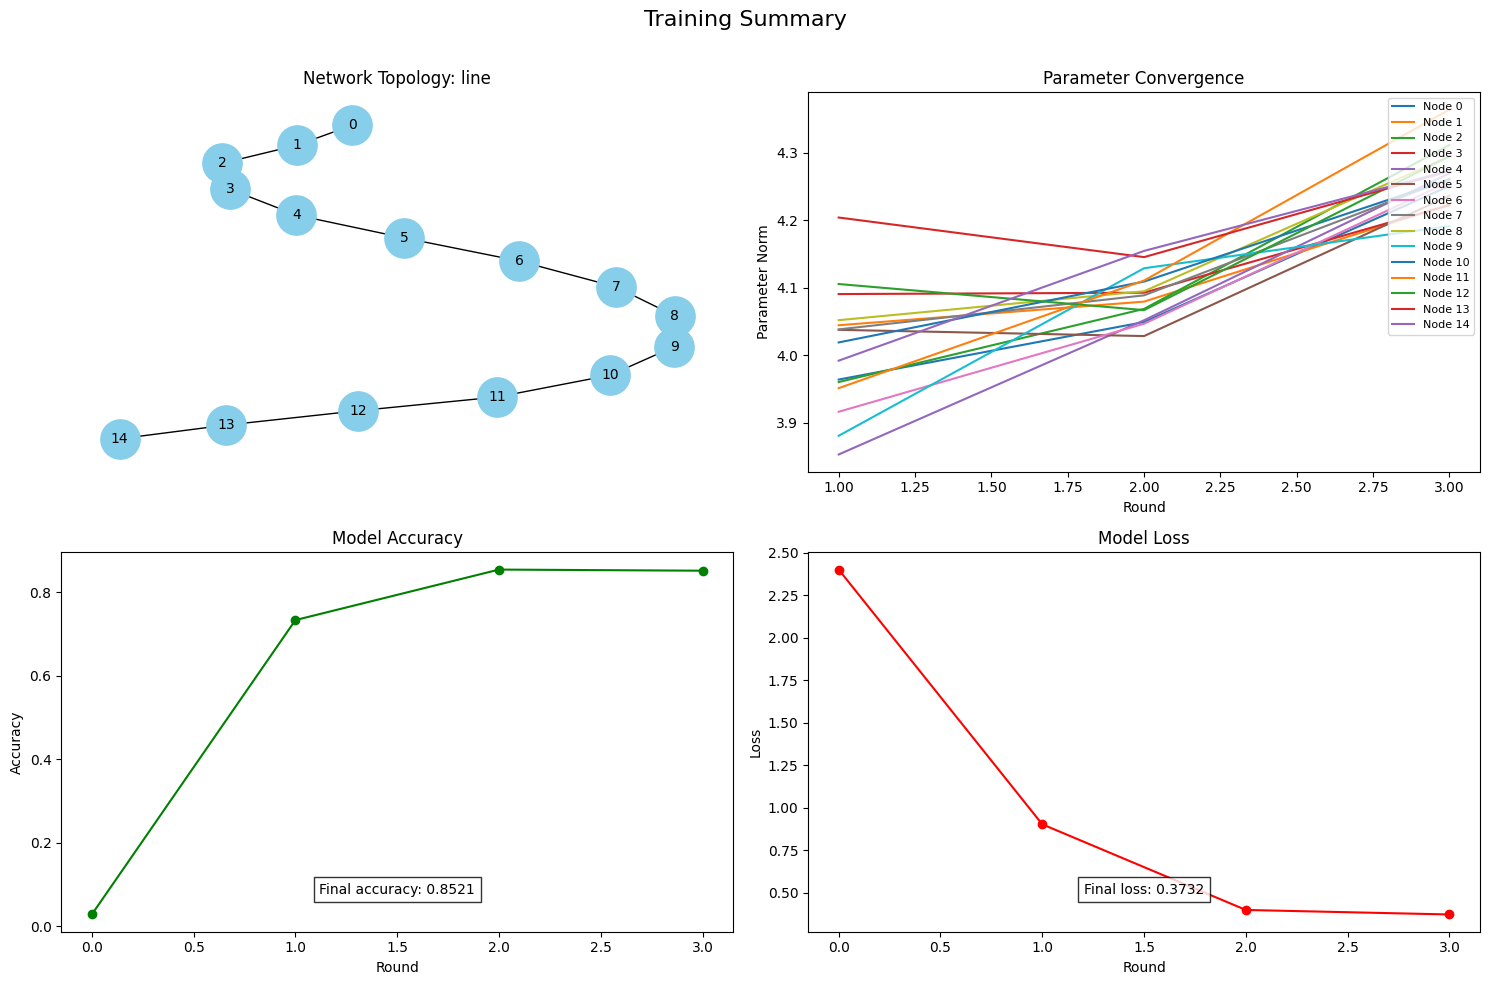 Training Summary
Network Topology: line
0
1
2
3
4
5
6
7
8
9
10
11
12
13
14
Parameter Convergence
Parameter Norm
4.3
4.2
4.1
4.0
3.9
Node 0
Node 1
Node 2
Node 3
Node 4
Node 5
Node 6
Node 7
Node 8
Node 9
Node 10
Node 11
Node 12
Node 13
Node 14
1.00 1.25 1.50 1.75 2.00 2.25 2.50 2.75 3.00
Round
Model Accuracy
Accuracy
0.8
0.6
0.4
0.2
0.0
Final accuracy: 0.8521
0.0 0.5 1.0 1.5 2.0 2.5 3.0
Round
Model Loss
Loss
2.50
2.25
2.00
1.75
1.50
1.25
1.00
0.75
0.50
Final loss: 0.3732
0.0 0.5 1.0 1.5 2.0 2.5 3.0
Round